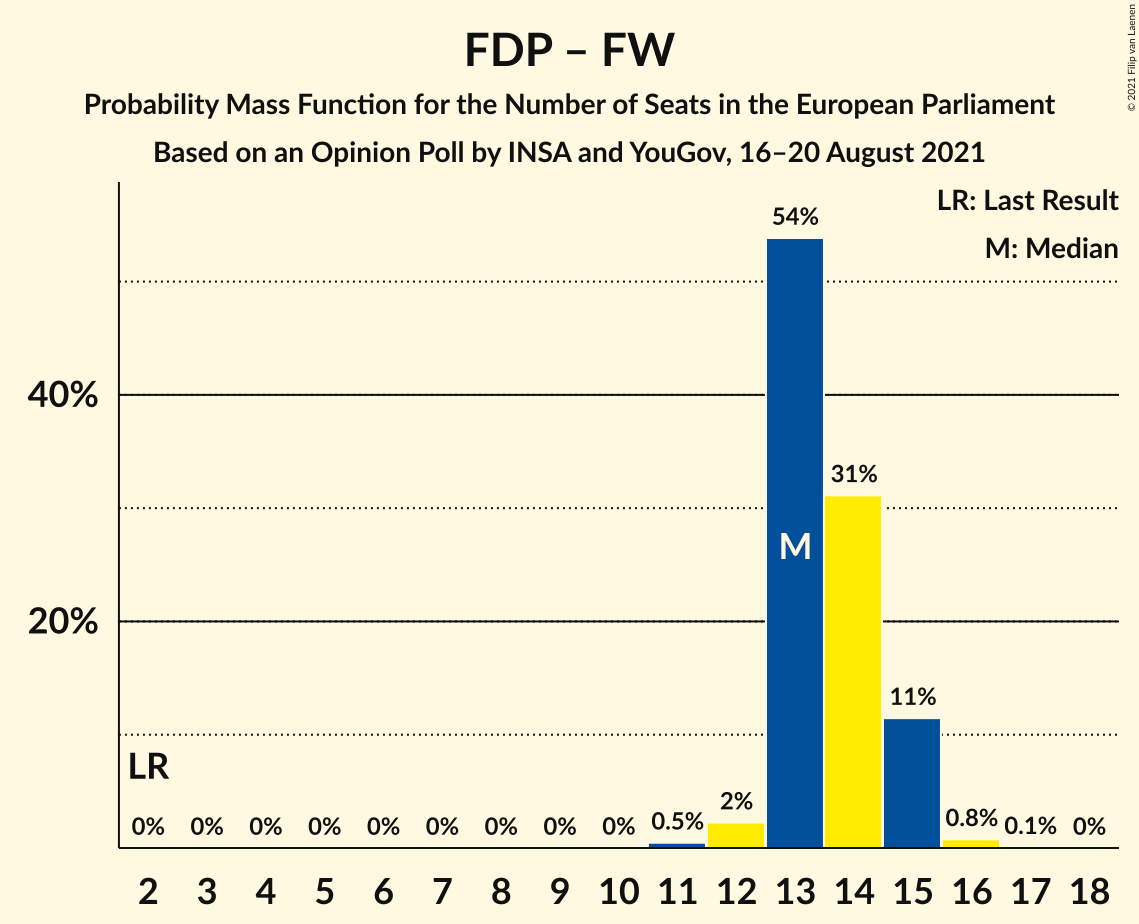 FDP – FW
Probability Mass Function for the Number of Seats in the European Parliament
Based on an Opinion Poll by INSA and YouGov, 16–20 August 2021
© 2021 Filip van Laenen
LR: Last Result
M: Median
54%
40%
31%
M
20%
11%
LR
0% 0% 0% 0% 0% 0% 0% 0% 0% 0.5% 2% 0.8% 0.1% 0%
2 3 4 5 6 7 8 9 10 11 12 13 14 15 16 17 18